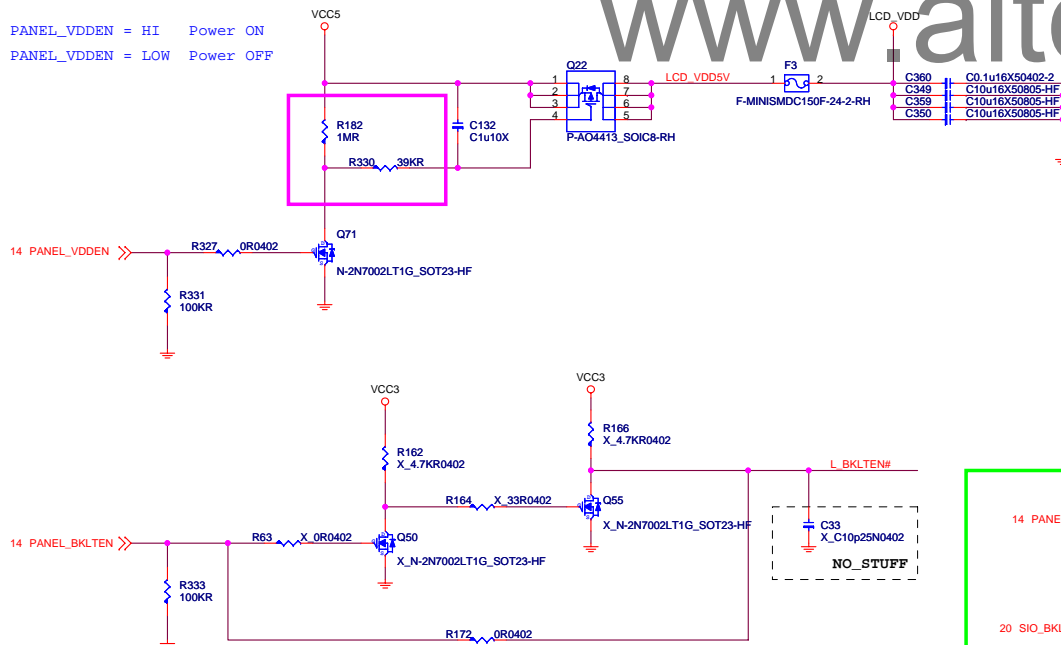 www.alte
PANEL_VDDEN = HI Power ON
PANEL_VDDEN = LOW Power OFF
VCC5
LCD_VDD
Q22
1
2
3
4
8
7
6
5
P-AO4413_SOIC8-RH
LCD_VDD5V
F3
1
2
F-MINISMDC150F-24-2-RH
C360 C0.1u16X50402-2
C349 C10u16X50805-HF
C359 C10u16X50805-HF
C350 C10u16X50805-HF
R182
1MR
C132
C1u10X
R330 39KR
Q71
N-2N7002LT1G_SOT23-HF
14 PANEL_VDDEN
R327 0R0402
R331
100KR
VCC3
VCC3
R162
X_4.7KR0402
R166
X_4.7KR0402
L_BKLTEN#
R164 X_33R0402
Q55
X_N-2N7002LT1G_SOT23-HF
C33
X_C10p25N0402
NO_STUFF
14 PANEL_BKLTEN
R63 X_0R0402
Q50
X_N-2N7002LT1G_SOT23-HF
R333
100KR
R172 0R0402
14 PANE
20 SIO_BK